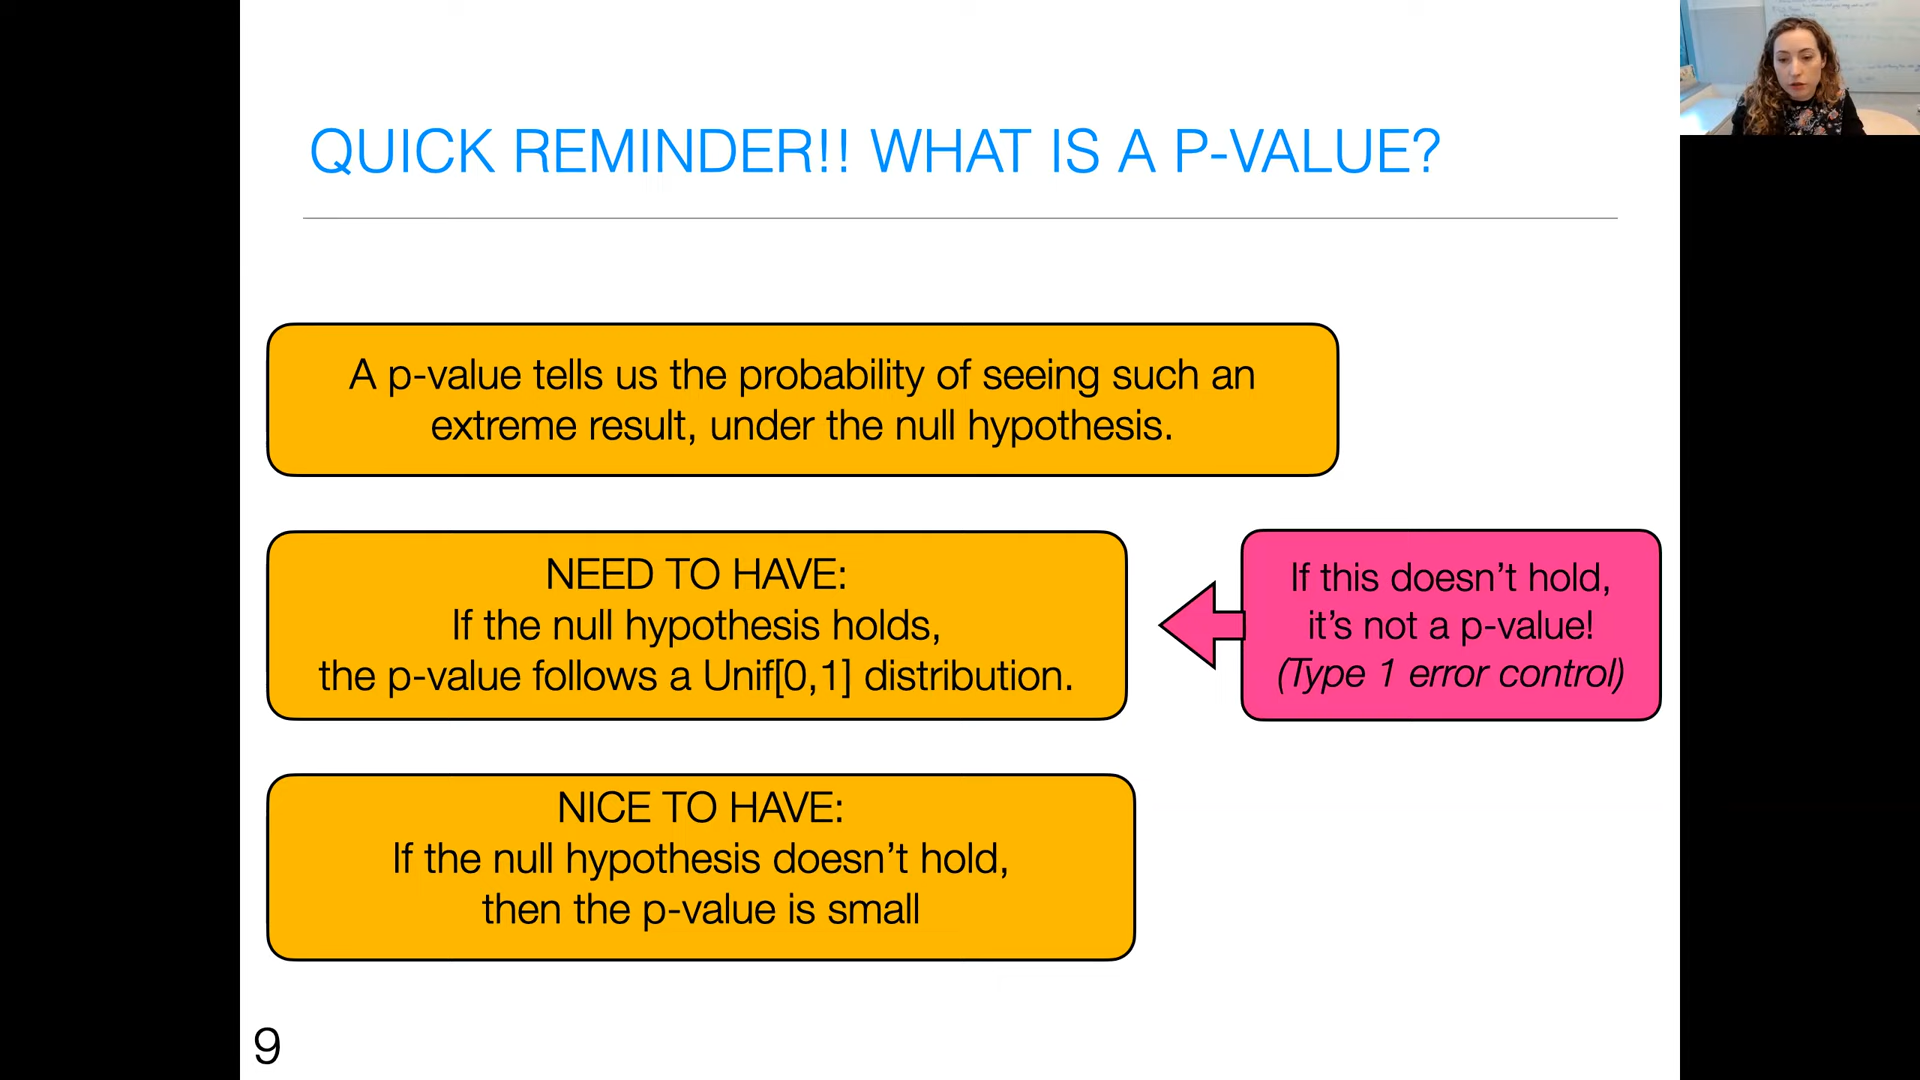 QUICK REMINDER!! WHAT IS A P-VALUE?
A p-value tells us the probability of seeing such an
extreme result, under the null hypothesis.
NEED TO HAVE:
If the null hypothesis holds,
the p-value follows a Unif[0,1] distribution.
If this doesn’t hold,
it’s not a p-value!
(Type 1 error control)
NICE TO HAVE:
If the null hypothesis doesn’t hold,
then the p-value is small
9